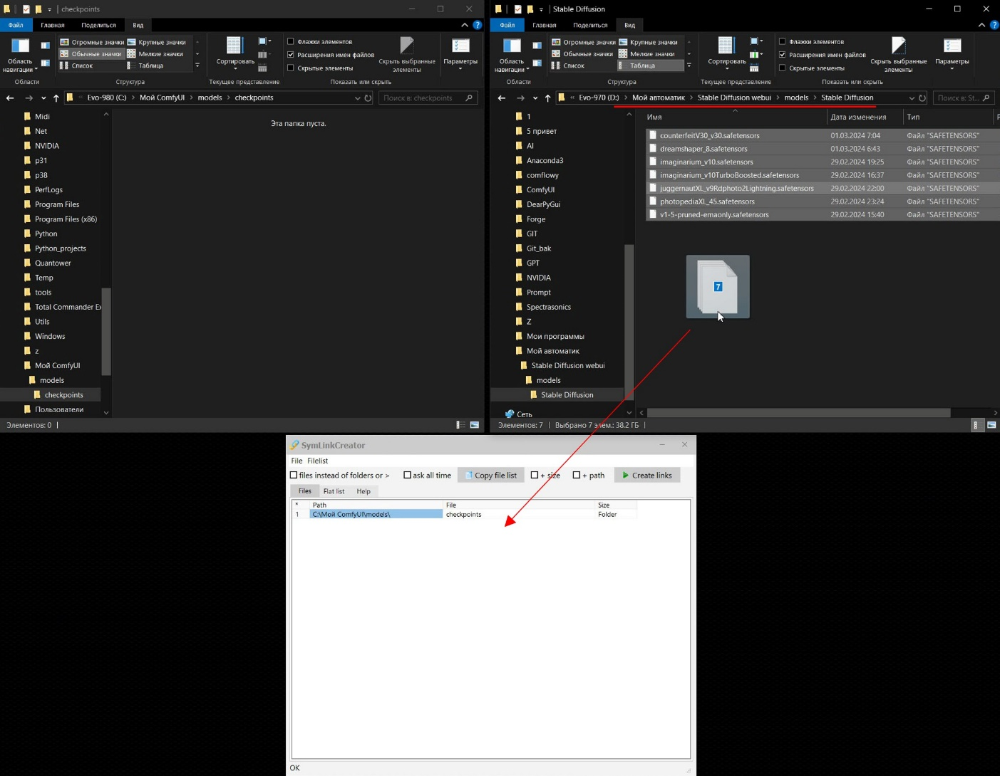 checkpoints
Файл Главная Поделиться Вид
Область навигации
Огромные значки Крупные значки
Обычные значки Мелкие значки
Список Таблица
Сортировать
Флажки элементов
Расширения имен файлов
Скрытые элементы
Скрыть выбранные элементы
Параметры
Области Структура Текущее представление Показать или скрыть
« Evo-980 (C:) > Мой ComfyUI > models > checkpoints
Поиск в: checkpoints
Midi
Net
NVIDIA
p31
p38
PerfLogs
Program Files
Program Files (x86)
Python
Python_projects
Quantower
Temp
tools
Total Commander Ex
Utils
Windows
z
Мой ComfyUI
models
checkpoints
Пользователи
Эта папка пуста.
Элементов: 0
Stable Diffusion
Файл Главная Поделиться Вид
Область навигации
Огромные значки Крупные значки
Обычные значки Мелкие значки
Список Таблица
Сортировать
Флажки элементов
Расширения имен файлов
Скрытые элементы
Скрыть выбранные элементы
Параметры
Области Структура Текущее представление Показать или скрыть
« Evo-970 (D:) > Мой автоматик > Stable Diffusion webui > models > Stable Diffusion
Поиск в: St...
1
5 привет
AI
Anaconda3
comflowy
ComfyUI
DearPyGui
Forge
GIT
Git_bak
GPT
NVIDIA
Prompt
Spectrasonics
Z
Мои программы
Мой автоматик
Stable Diffusion webui
models
Stable Diffusion
Сеть
Имя Дата изменения Тип
counterfeitV30_v30.safetensors 01.03.2024 7:04 Файл "SAFETENSORS"
dreamshaper_8.safetensors 01.03.2024 6:43 Файл "SAFETENSORS"
imaginarium_v10.safetensors 29.02.2024 19:25 Файл "SAFETENSORS"
imaginarium_v10TurboBoosted.safetensors 29.02.2024 16:37 Файл "SAFETENSORS"
juggernautXL_v9Rdphoto2Lightning.safetensors 29.02.2024 22:00 Файл "SAFETENSORS"
photopediaXL_45.safetensors 29.02.2024 23:24 Файл "SAFETENSORS"
v1-5-pruned-emaonly.safetensors 29.02.2024 15:40 Файл "SAFETENSORS"
7
Элементов: 7 Выбрано 7 элем.: 38.2 ГБ
SymLinkCreator
File Filelist
files instead of folders or > ask all time Copy file list + size + path Create links
Files Flat list Help
* Path File Size
1 C:\Мой ComfyUI\models\ checkpoints Folder
OK